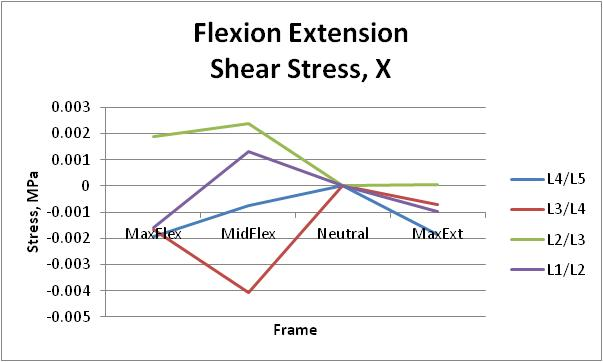 Flexion Extension
Shear Stress, X
0.003
0.002
0.001
0
-0.001
-0.002
-0.003
-0.004
-0.005
Stress, MPa
MaxFlex MidFlex Neutral MaxExt
Frame
L4/L5
L3/L4
L2/L3
L1/L2